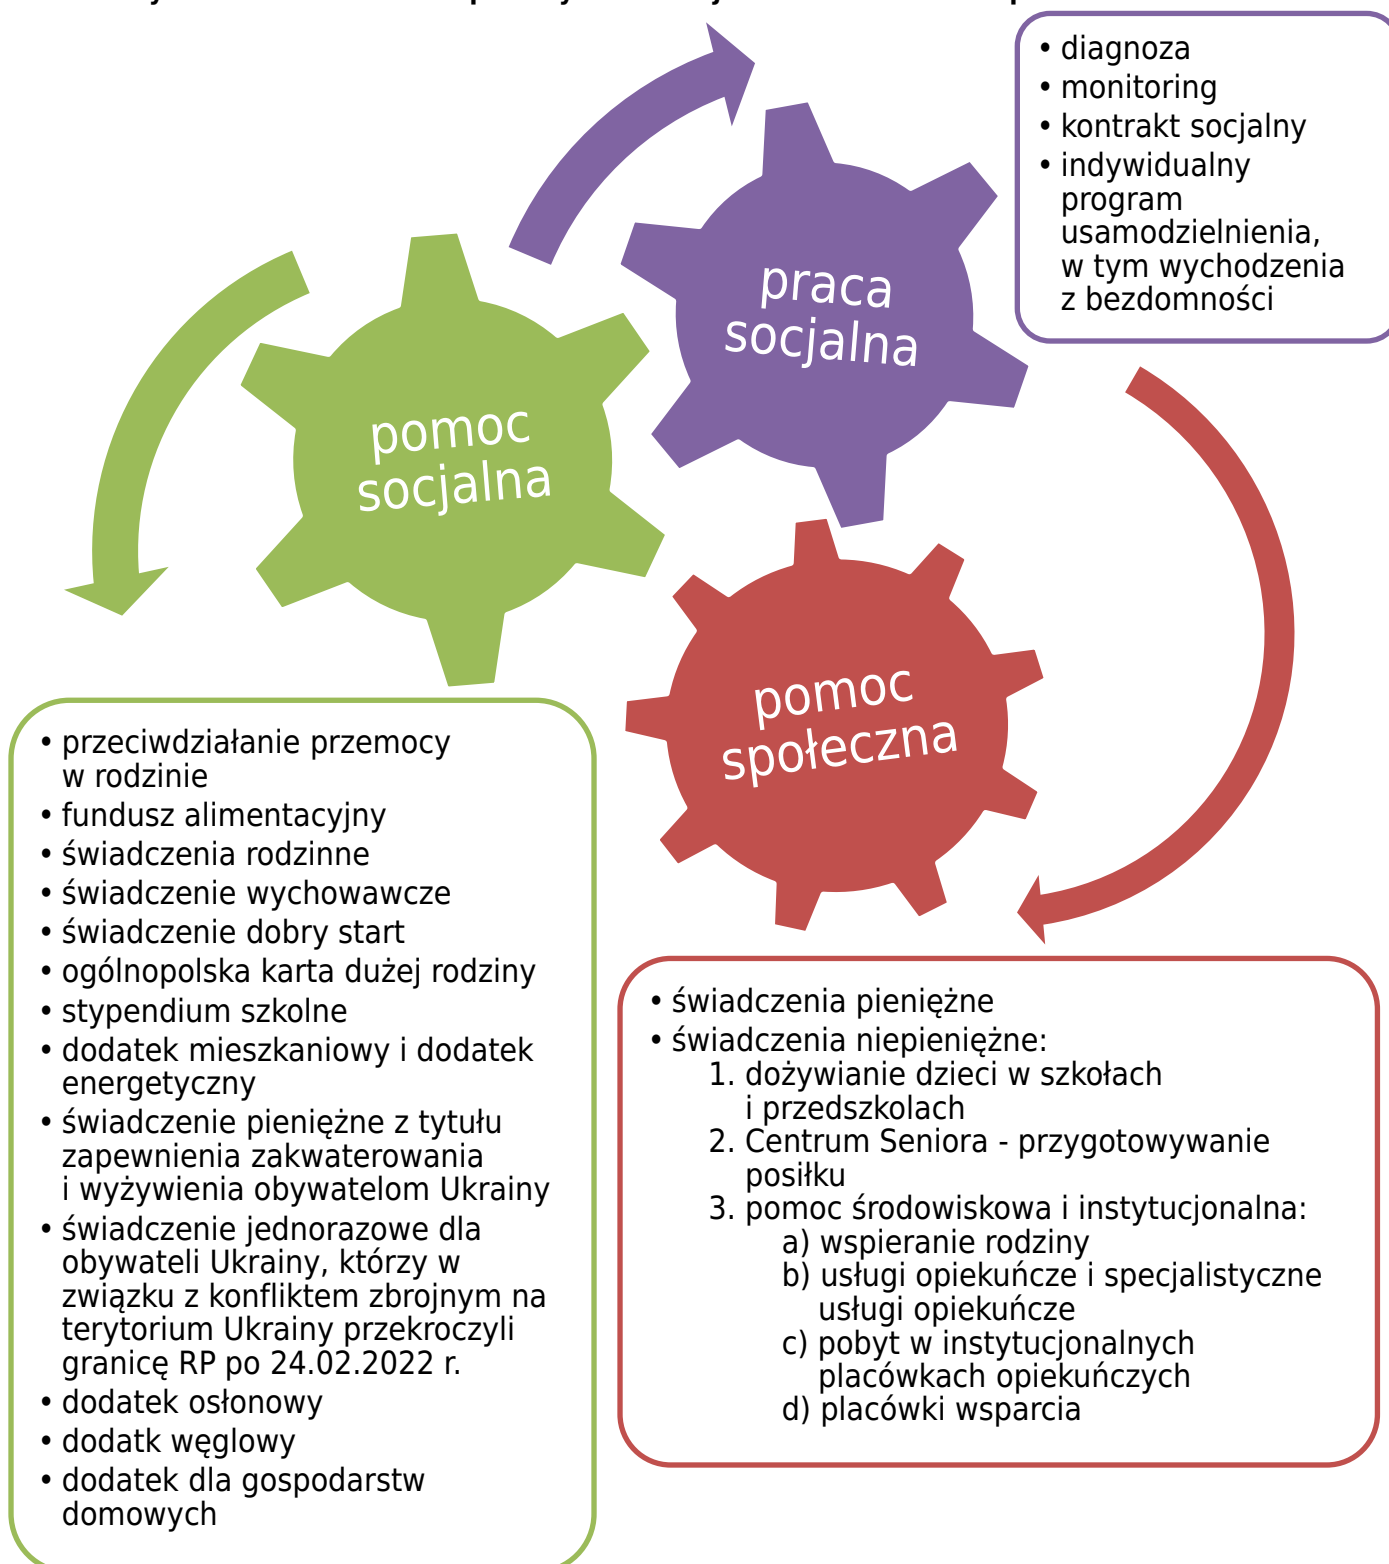 • diagnoza
• monitoring
• kontrakt socjalny
• indywidualny
program
usamodzielnienia,
w tym wychodzenia
z bezdomności
praca
socjalna
pomoc
socjalna
pomoc
społeczna
• przeciwdziałanie przemocy
w rodzinie
• fundusz alimentacyjny
• świadczenia rodzinne
• świadczenie wychowawcze
• świadczenie dobry start
• ogólnopolska karta dużej rodziny
• stypendium szkolne
• dodatek mieszkaniowy i dodatek
energetyczny
• świadczenie pieniężne z tytułu
zapewnienia zakwaterowania
i wyżywienia obywatelom Ukrainy
• świadczenie jednorazowe dla
obywateli Ukrainy, którzy w
związku z konfliktem zbrojnym na
terytorium Ukrainy przekroczyli
granicę RP po 24.02.2022 r.
• dodatek osłonowy
• dodatk węglowy
• dodatek dla gospodarstw
domowych
• świadczenia pieniężne
• świadczenia niepieniężne:
1. dożywianie dzieci w szkołach
i przedszkolach
2. Centrum Seniora - przygotowywanie
posiłku
3. pomoc środowiskowa i instytucjonalna:
a) wspieranie rodziny
b) usługi opiekuńcze i specjalistyczne
usługi opiekuńcze
c) pobyt w instytucjonalnych
placówkach opiekuńczych
d) placówki wsparcia